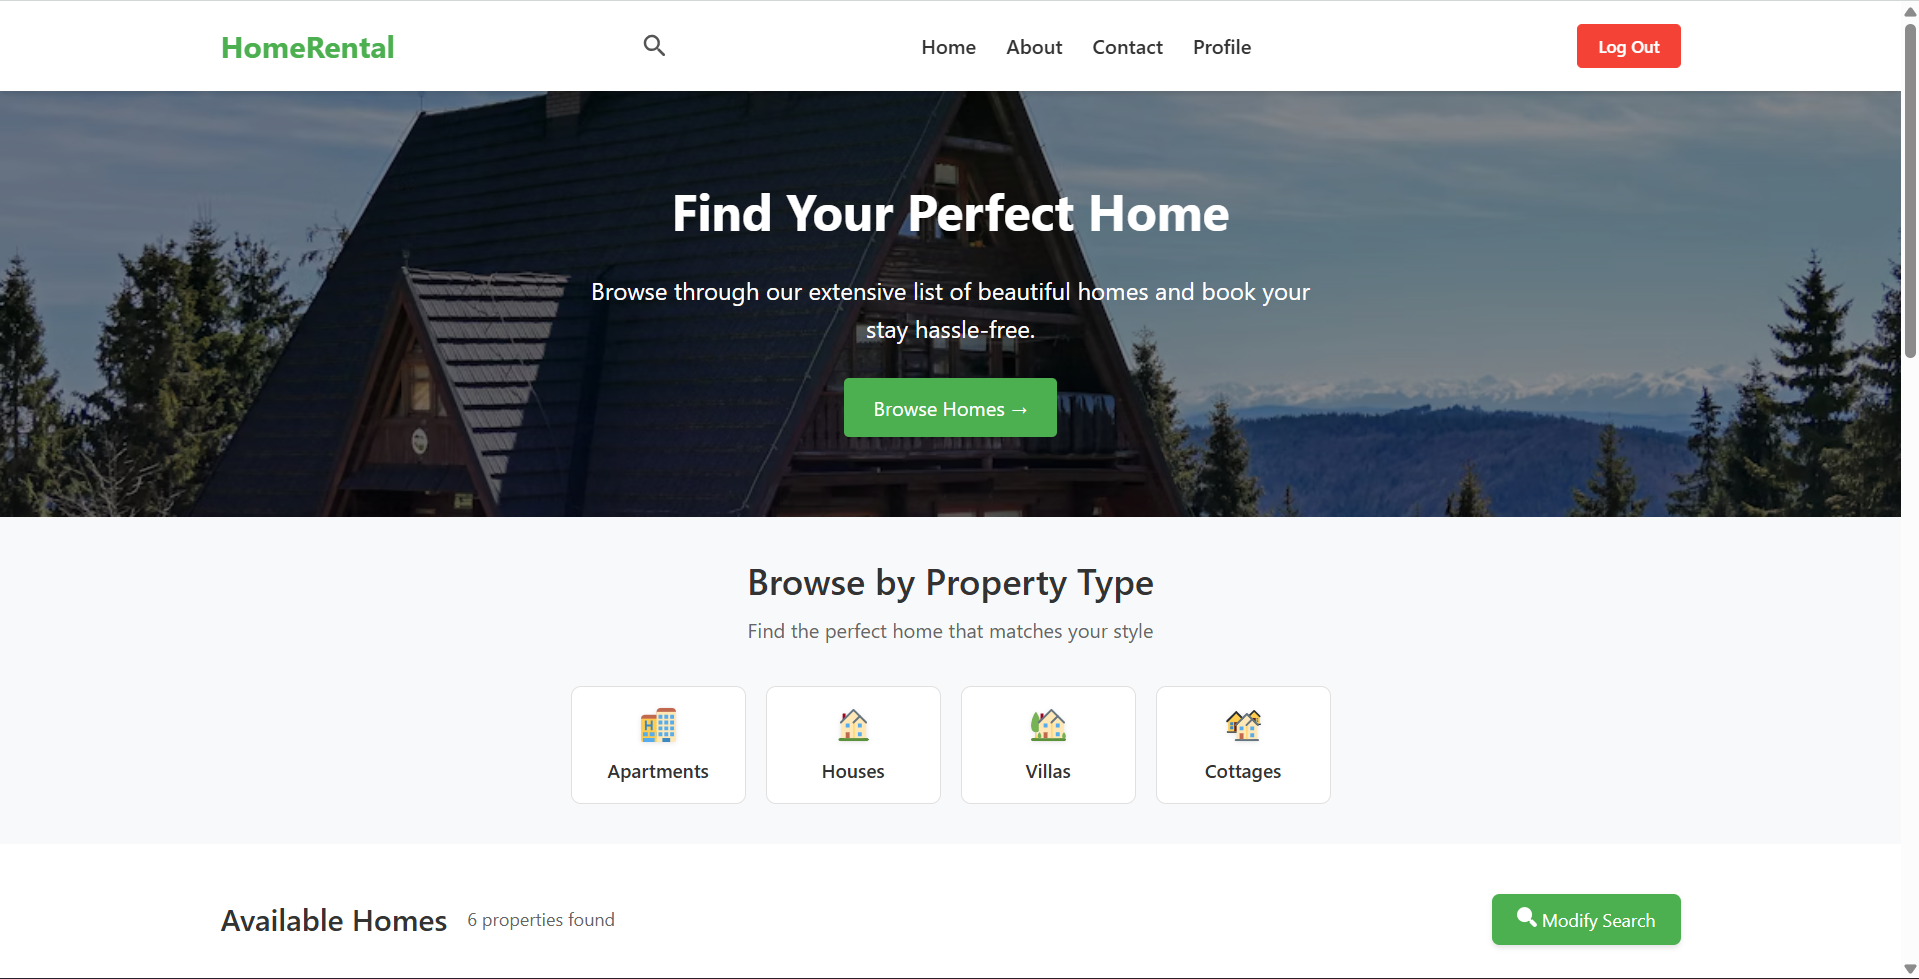 HomeRental
Home
About
Contact
Profile
Log Out
Find Your Perfect Home
Browse through our extensive list of beautiful homes and book your
stay hassle-free.
Browse Homes →
Browse by Property Type
Find the perfect home that matches your style
Apartments
Houses
Villas
Cottages
Available Homes
6 properties found
Modify Search